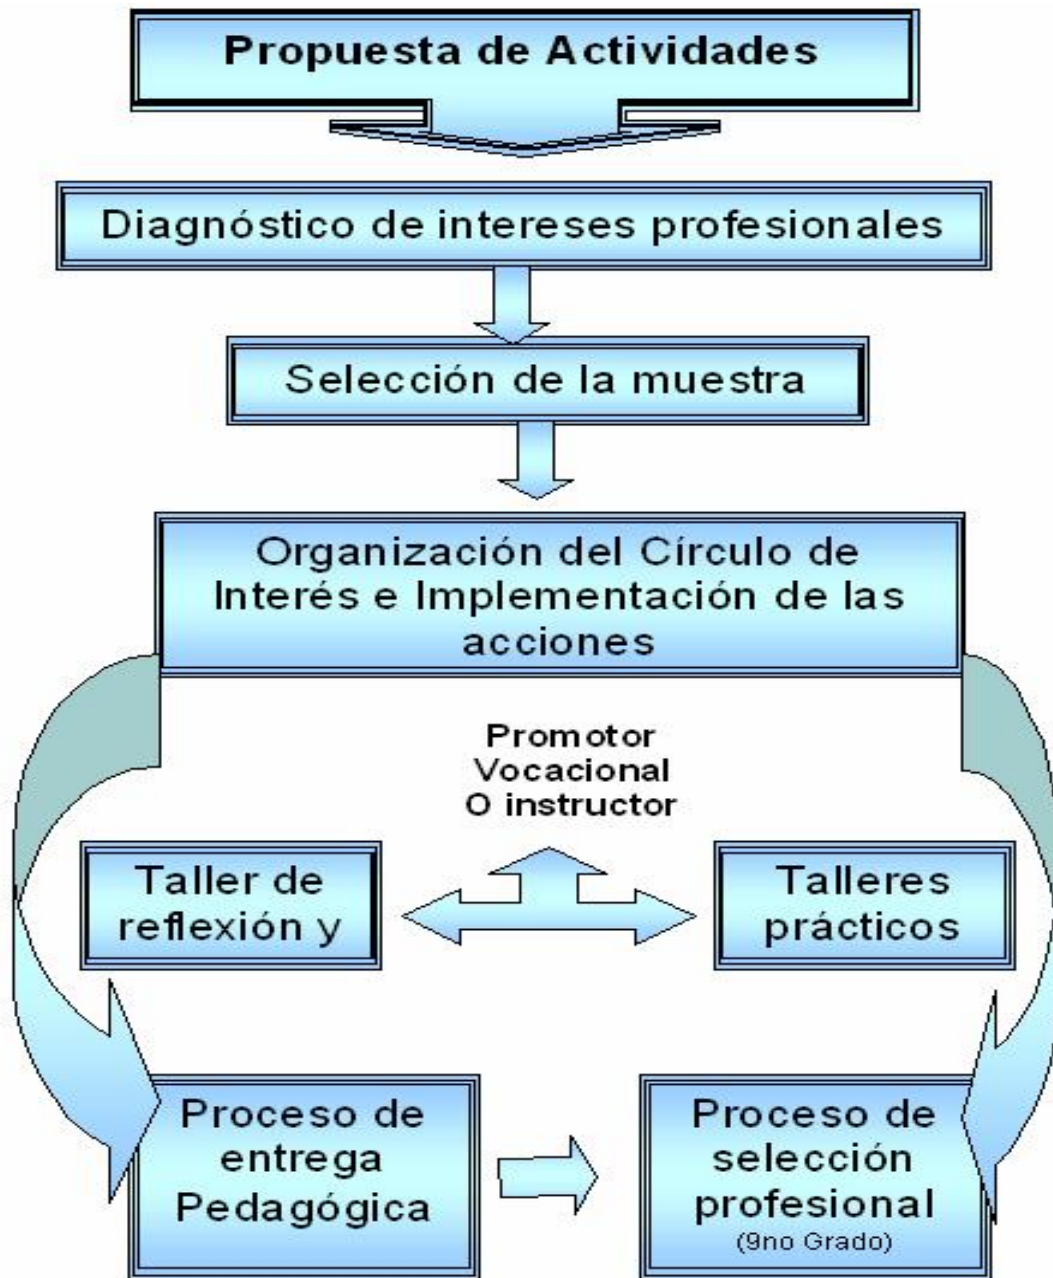 Propuesta de Actividades
Diagnóstico de intereses profesionales
Selección de la muestra
Organización del Círculo de
Interés e Implementación de las
acciones
Promotor
Vocacional
O instructor
Taller de
reflexión y
Talleres
prácticos
Proceso de
entrega
Pedagógica
Proceso de
selección
profesional
(9no Grado)